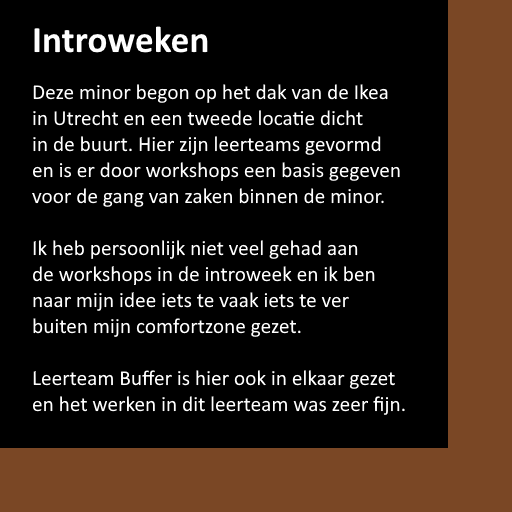 Introweken
Deze minor begon op het dak van de Ikea
in Utrecht en een tweede locatie dicht
in de buurt. Hier zijn leerteams gevormd
en is er door workshops een basis gegeven
voor de gang van zaken binnen de minor.
Ik heb persoonlijk niet veel gehad aan
de workshops in de introweek en ik ben
naar mijn idee iets te vaak iets te ver
buiten mijn comfortzone gezet.
Leerteam Buffer is hier ook in elkaar gezet
en het werken in dit leerteam was zeer fijn.